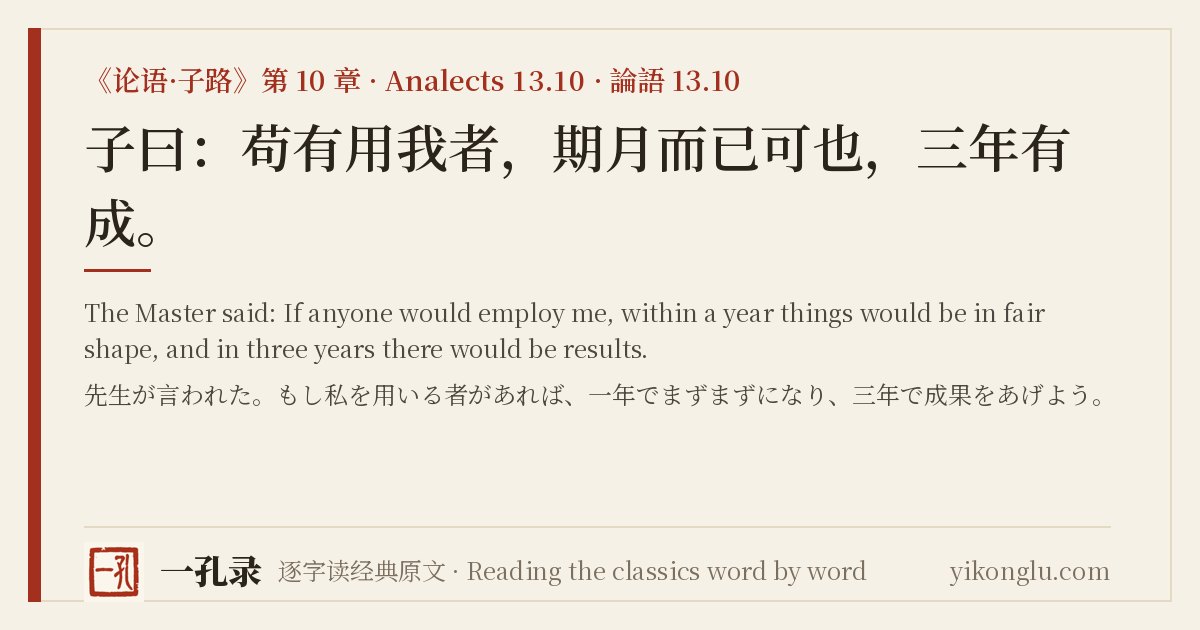 《论语·子路》第 10 章 · Analects 13.10 · 論語 13.10
子曰：苟有用我者，期月而已可也，三年有
成。
The Master said: If anyone would employ me, within a year things would be in fair
shape, and in three years there would be results.
先生が言われた。もし私を用いる者があれば、一年でまずまずになり、三年で成果をあげよう。
一孔
一孔录 逐字读经典原文 · Reading the classics word by word yikonglu.com